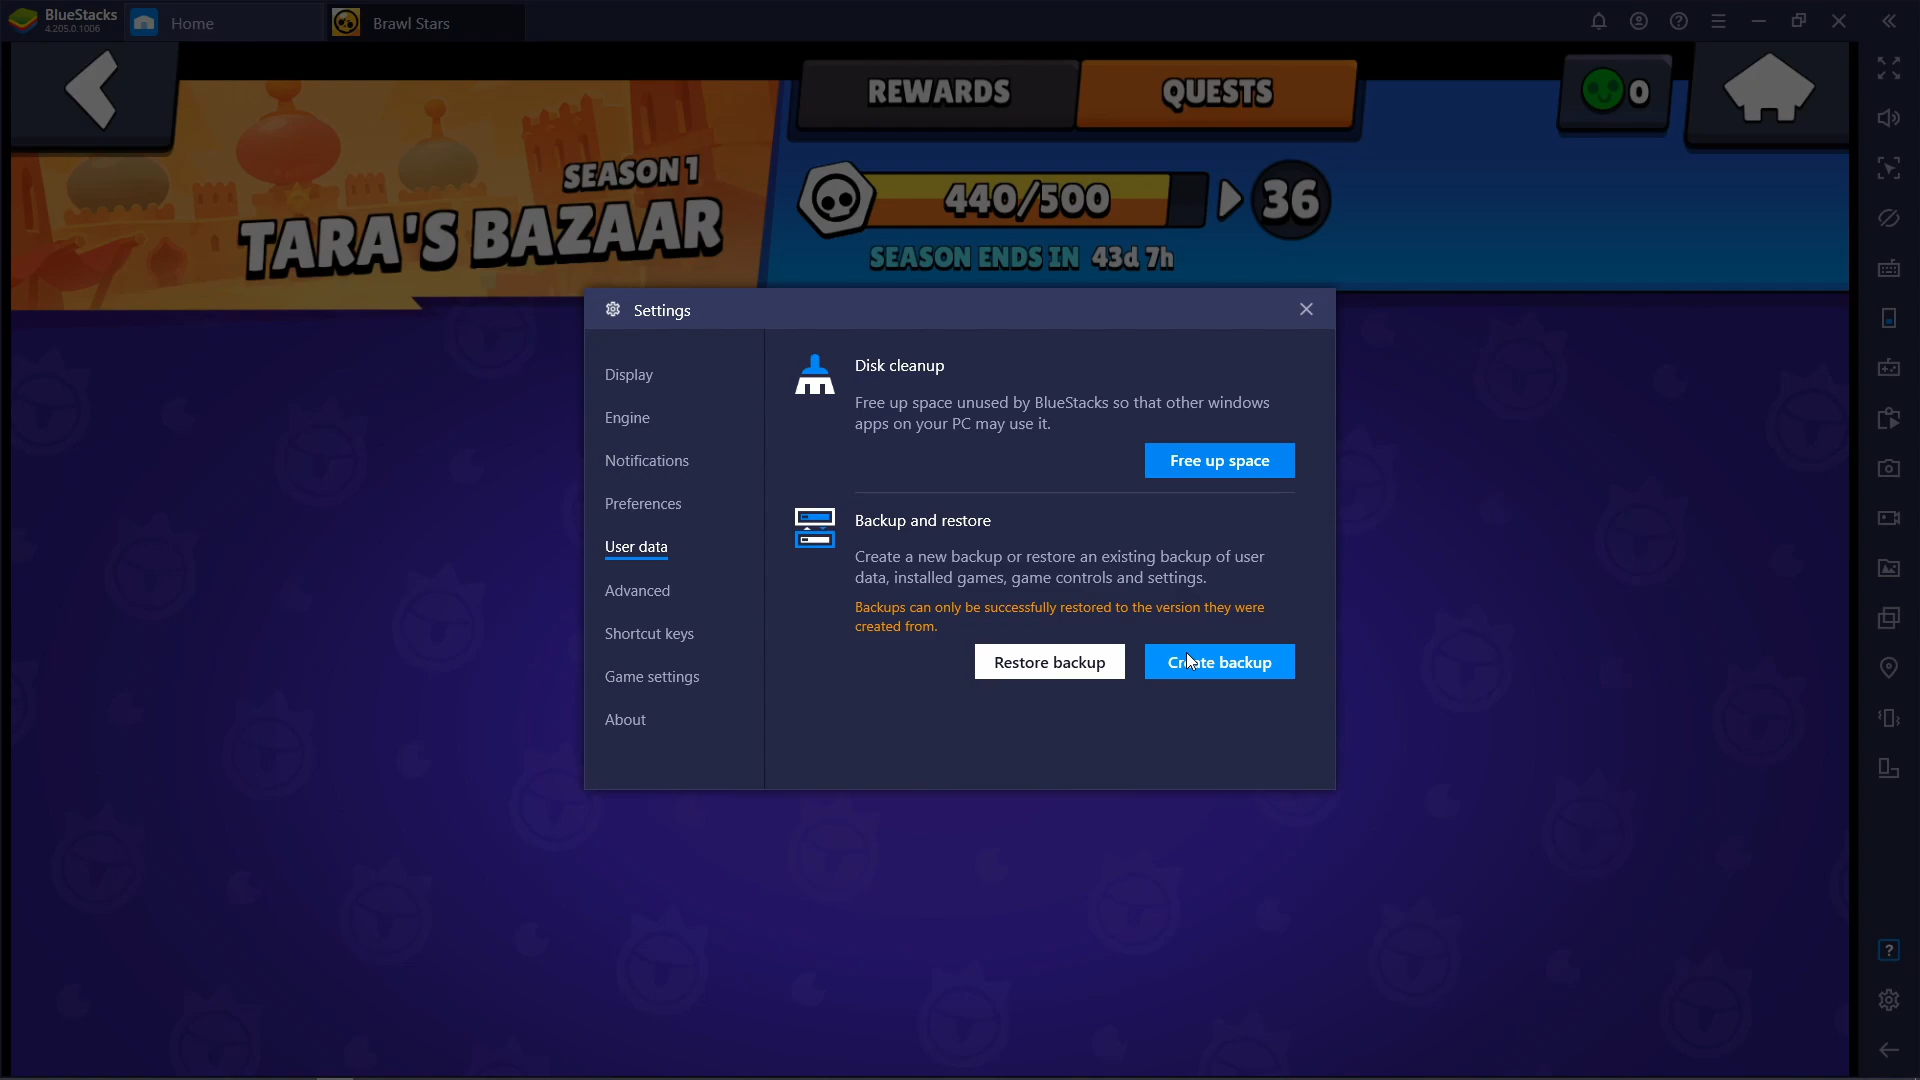 BlueStacks
4.205.0.1006
Home
Brawl Stars
REWARDS
QUESTS
0
SEASON 1
TARA'S BAZAAR
440/500
36
SEASON ENDS IN 43d 7h
Settings
Display
Engine
Notifications
Preferences
User data
Advanced
Shortcut keys
Game settings
About
Disk cleanup
Free up space unused by BlueStacks so that other windows
apps on your PC may use it.
Free up space
Backup and restore
Create a new backup or restore an existing backup of user
data, installed games, game controls and settings.
Backups can only be successfully restored to the version they were
created from.
Restore backup
Create backup